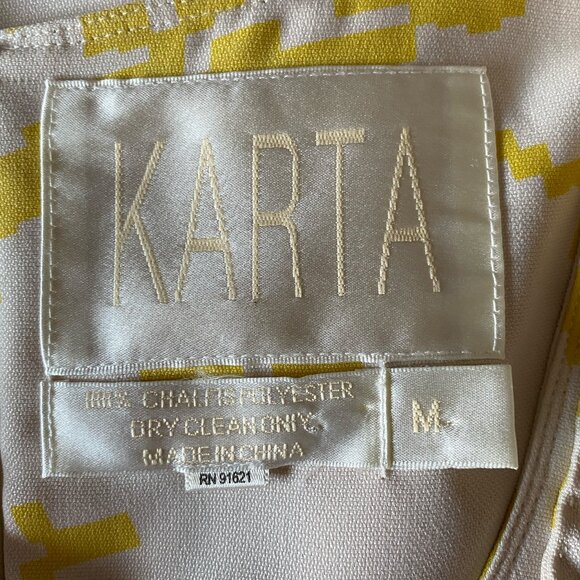 KARTA
100% CHALLIS POLYESTER
DRY CLEAN ONLY
MADE IN CHINA
M
RN 91621